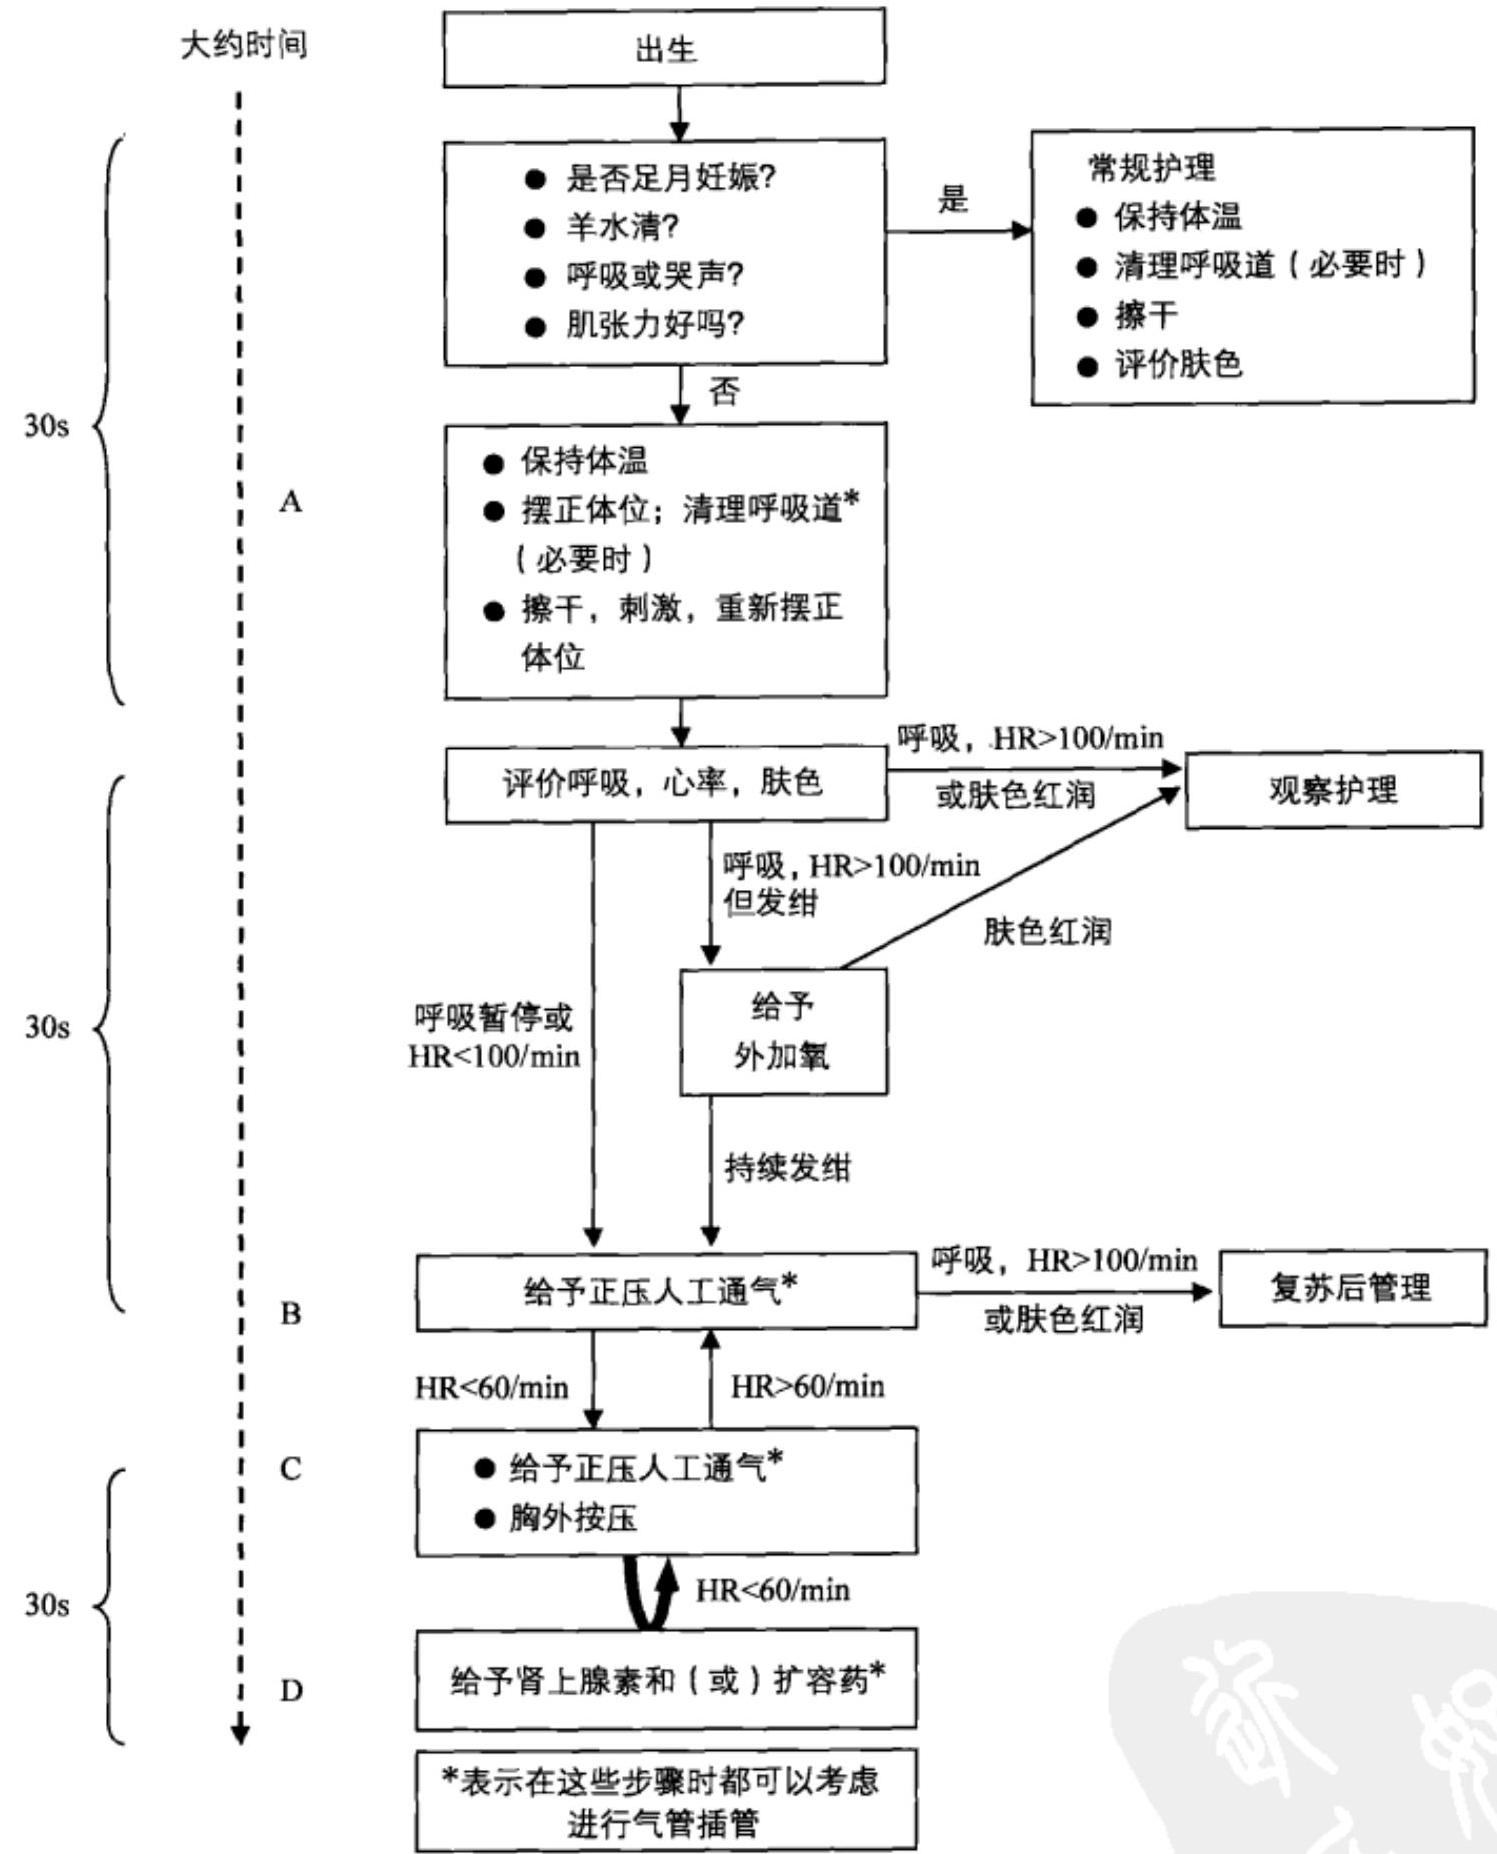 大约时间
出生
● 是否足月妊娠?
● 羊水清?
● 呼吸或哭声?
● 肌张力好吗?
是
常规护理
● 保持体温
● 清理呼吸道(必要时)
● 擦干
● 评价肤色
否
30s
A
● 保持体温
● 摆正体位;清理呼吸道*
(必要时)
● 擦干,刺激,重新摆正
体位
评价呼吸,心率,肤色
呼吸,HR>100/min
或肤色红润
观察护理
呼吸,HR>100/min
但发绀
肤色红润
30s
呼吸暂停或
HR<100/min
给予
外加氧
持续发绀
B
给予正压人工通气*
呼吸,HR>100/min
或肤色红润
复苏后管理
HR<60/min
HR>60/min
C
● 给予正压人工通气*
● 胸外按压
30s
HR<60/min
D
给予肾上腺素和(或)扩容药*
*表示在这些步骤时都可以考虑
进行气管插管